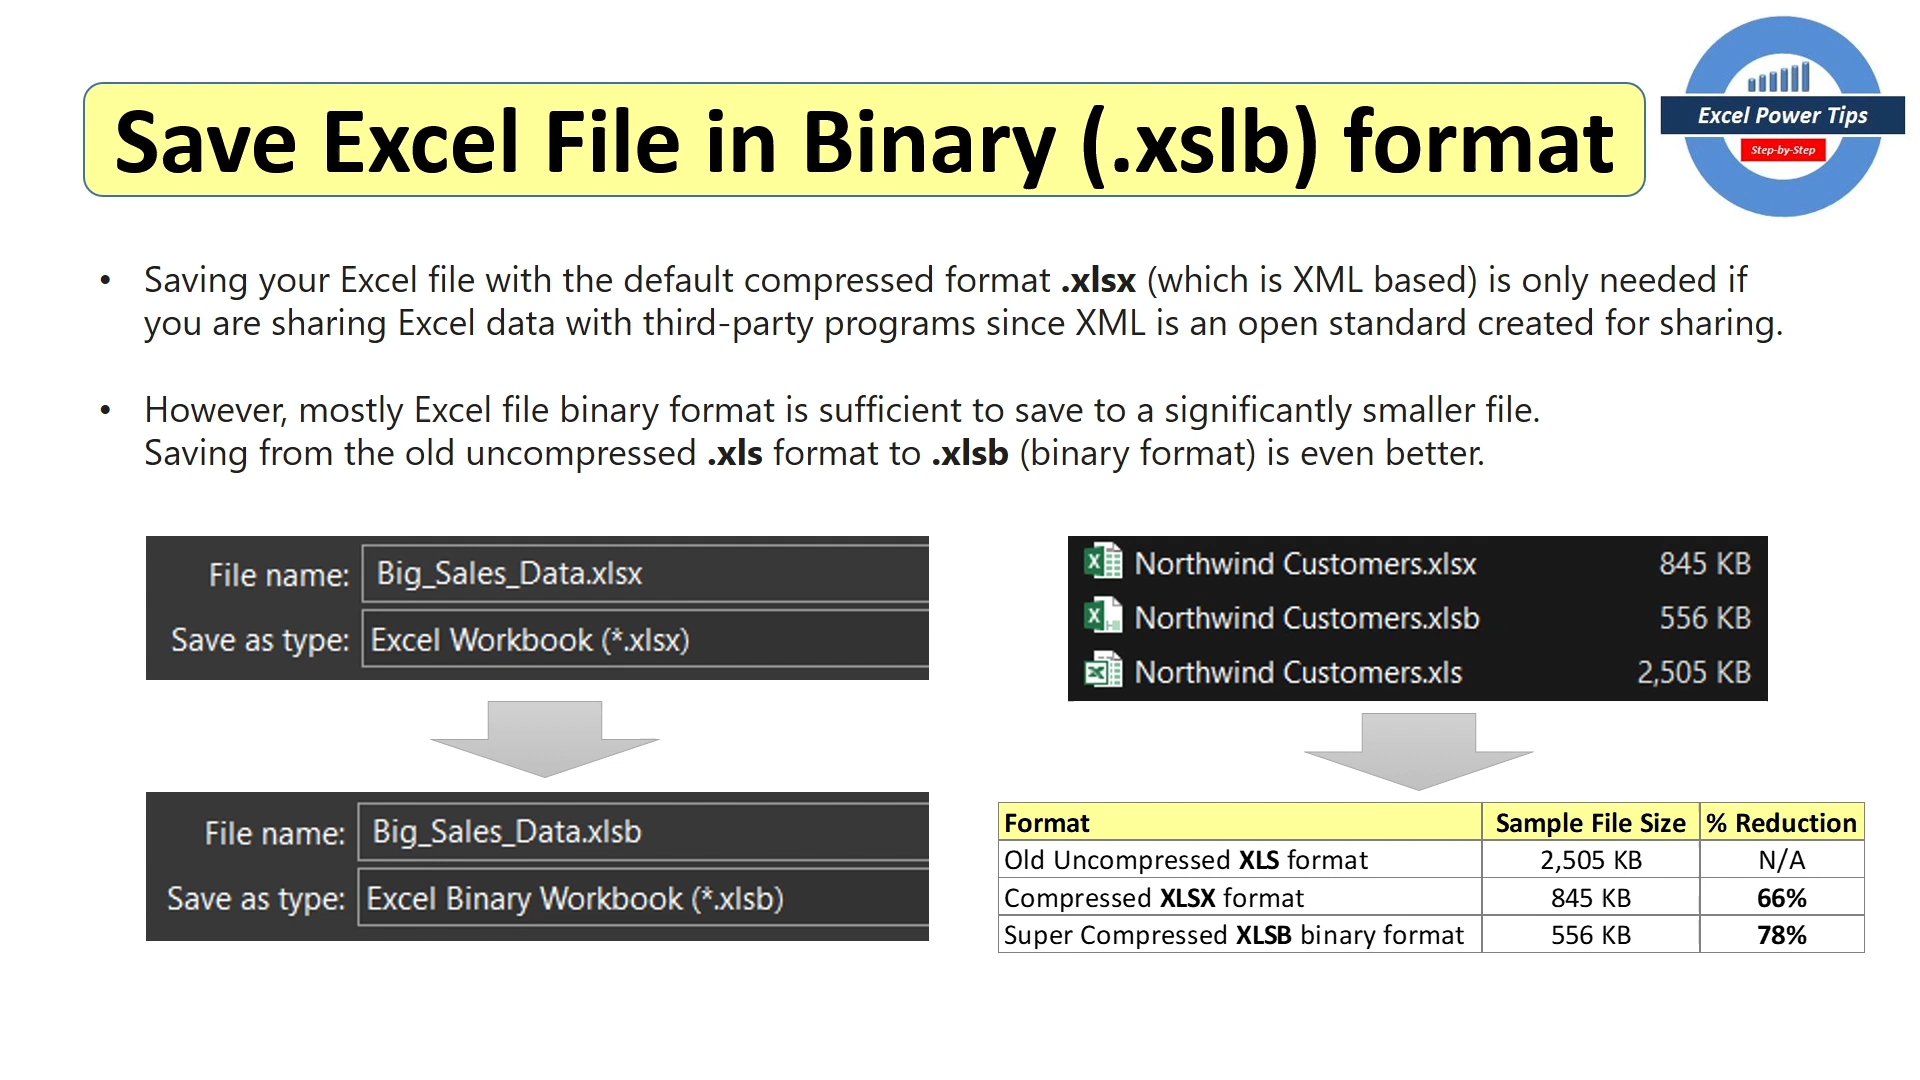 Save Excel File in Binary (.xslb) format
Excel Power Tips
Step-by-Step
• Saving your Excel file with the default compressed format .xlsx (which is XML based) is only needed if
you are sharing Excel data with third-party programs since XML is an open standard created for sharing.
• However, mostly Excel file binary format is sufficient to save to a significantly smaller file.
Saving from the old uncompressed .xls format to .xlsb (binary format) is even better.
File name: Big_Sales_Data.xlsx
Save as type: Excel Workbook (*.xlsx)
File name: Big_Sales_Data.xlsb
Save as type: Excel Binary Workbook (*.xlsb)
Northwind Customers.xlsx 845 KB
Northwind Customers.xlsb 556 KB
Northwind Customers.xls 2,505 KB
Format Sample File Size % Reduction
Old Uncompressed XLS format 2,505 KB N/A
Compressed XLSX format 845 KB 66%
Super Compressed XLSB binary format 556 KB 78%